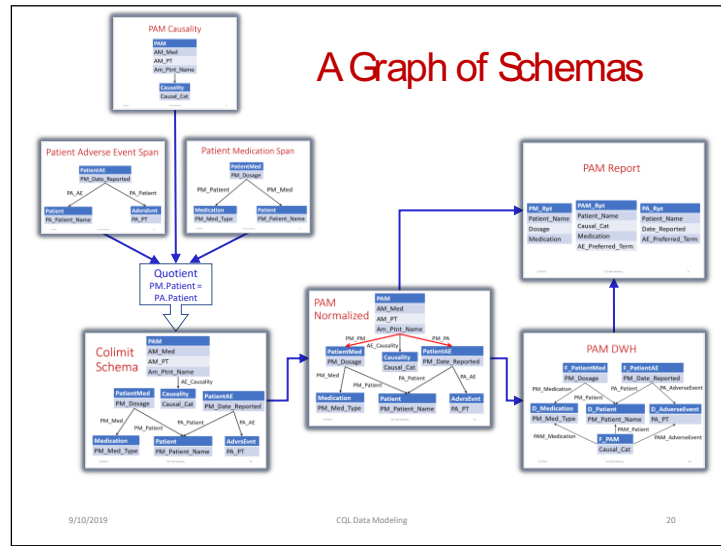 A Graph of Schemas
PAM Causality
PAM
AM_Med
AM_PT
Am_Ptnt_Name
Causality
Causal_Cat
Patient Adverse Event Span
PatientAE
PM_Date_Reported
PA_AE
PA_Patient
Patient
PA_Patient_Name
AdvrsEvnt
PA_PT
Patient Medication Span
PatientMed
PM_Dosage
PM_Patient
PM_Med
Medication
PM_Med_Type
Patient
PM_Patient_Name
Quotient
PM.Patient =
PA.Patient
Colimit
Schema
PAM
AM_Med
AM_PT
Am_Ptnt_Name
AE_Causality
PatientMed
PM_Dosage
Causality
Causal_Cat
PatientAE
PM_Date_Reported
PM_Med
PM_Patient
PA_Patient
PA_AE
Medication
PM_Med_Type
Patient
PM_Patient_Name
AdvrsEvnt
PA_PT
PAM
Normalized
PAM
AM_Med
AM_PT
Am_Ptnt_Name
PM_PM
AE_Causality
PM_PA
PatientMed
PM_Dosage
Causality
Causal_Cat
PatientAE
PM_Date_Reported
PM_Med
PM_Patient
PA_Patient
PA_AE
Medication
PM_Med_Type
Patient
PM_Patient_Name
AdvrsEvnt
PA_PT
PAM Report
PM_Rpt
Patient_Name
Dosage
Medication
PAM_Rpt
Patient_Name
Causal_Cat
Medication
AE_Preferred_Term
PA_Rpt
Patient_Name
Date_Reported
AE_Preferred_Term
PAM DWH
F_PatientMed
PM_Dosage
F_PatientAE
PM_Date_Reported
PM_Medication
PM_Patient
PA_Patient
PA_AdverseEvent
D_Medication
PM_Med_Type
D_Patient
PM_Patient_Name
D_AdverseEvent
PA_PT
PAM_Medication
PAM_Patient
PAM_AdverseEvent
F_PAM
Causal_Cat
9/10/2019
CQL Data Modeling
20